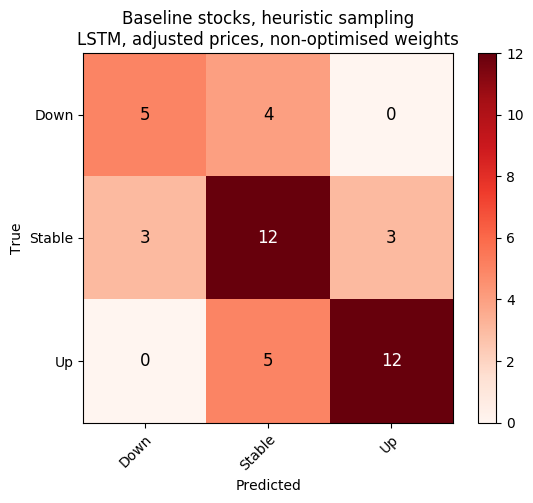 Baseline stocks, heuristic sampling
LSTM, adjusted prices, non-optimised weights
12
Down 5 4 0
10
8
True
Stable 3 12 3
6
4
Up 0 5 12
2
0
Down Stable Up
Predicted